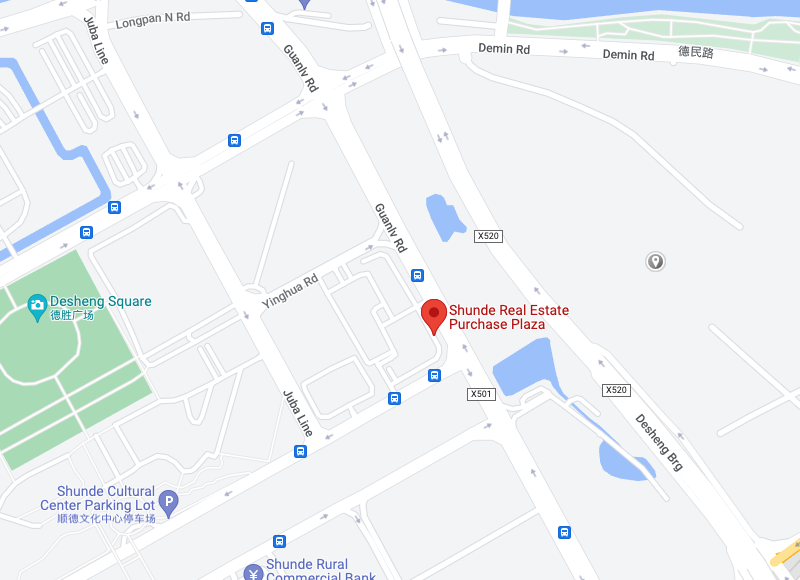 Longpan N Rd
Juba Line
Guanlv Rd
Demin Rd
Demin Rd
德民路
Guanlv Rd
X520
Yinghua Rd
Desheng Square
德胜广场
Shunde Real Estate
Purchase Plaza
Juba Line
X501
X520
Desheng Brg
Shunde Cultural
Center Parking Lot
顺德文化中心停车场
P
¥
Shunde Rural
Commercial Bank